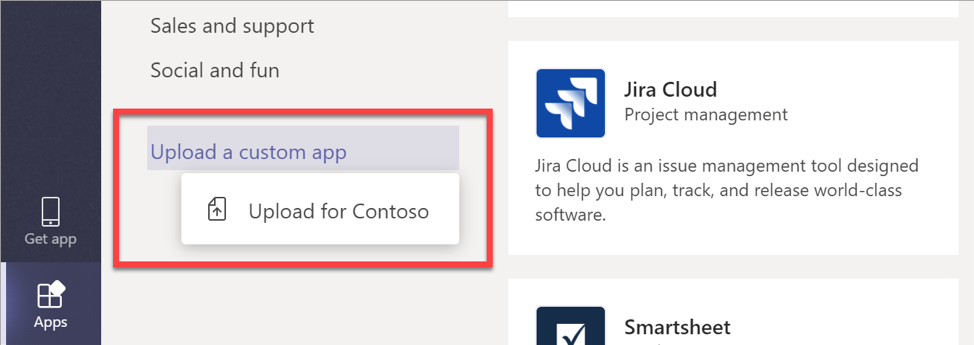 Sales and support
Social and fun
Upload a custom app
Upload for Contoso
Get app
Apps
Jira Cloud
Project management
Jira Cloud is an issue management tool designed
to help you plan, track, and release world-class
software.
Smartsheet